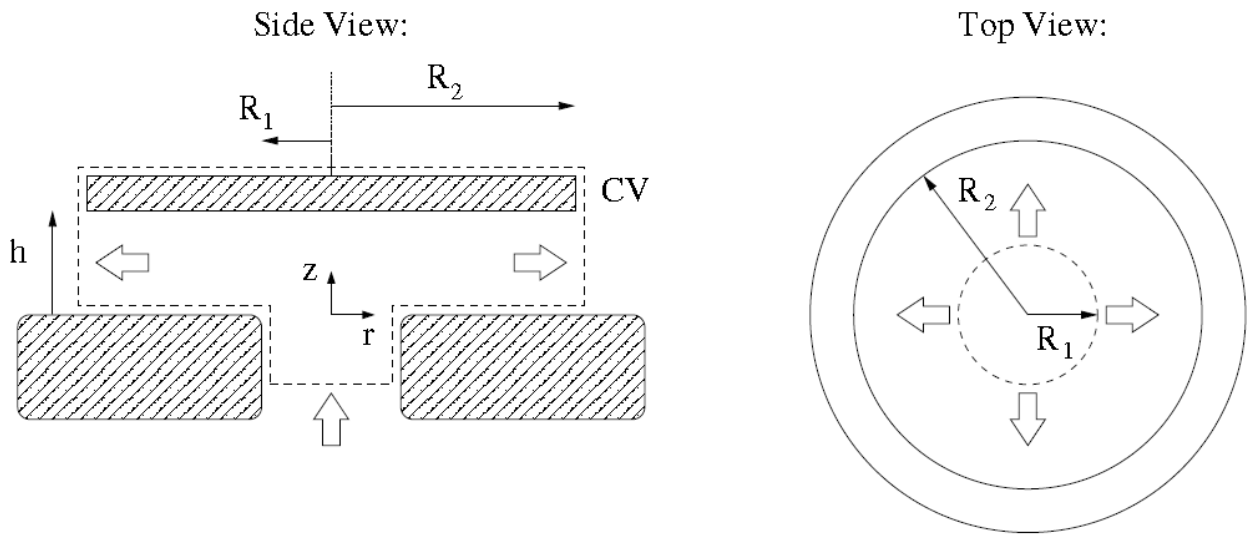 Side View:
Top View:
R₂
R₁
CV
h
z
r
R₂
R₁